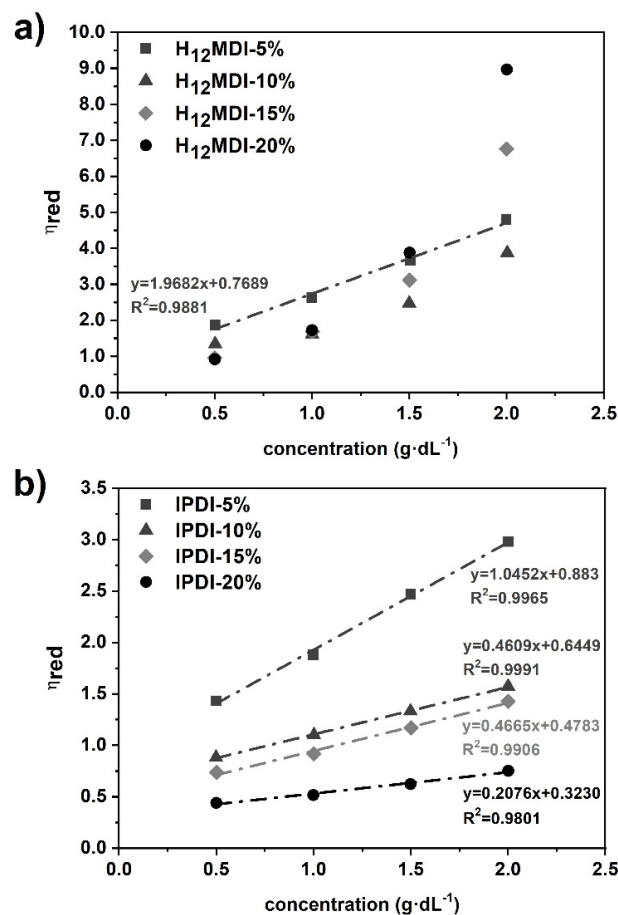 a)
10.0
9.0
8.0
7.0
6.0
5.0
4.0
3.0
2.0
1.0
0.0
ηred
H12MDI-5%
H12MDI-10%
H12MDI-15%
H12MDI-20%
y=1.9682x+0.7689
R²=0.9881
0.0 0.5 1.0 1.5 2.0 2.5
concentration (g·dL⁻¹)
b)
3.5
3.0
2.5
2.0
1.5
1.0
0.5
0.0
ηred
IPDI-5%
IPDI-10%
IPDI-15%
IPDI-20%
y=1.0452x+0.883
R²=0.9965
y=0.4609x+0.6449
R²=0.9991
y=0.4665x+0.4783
R²=0.9906
y=0.2076x+0.3230
R²=0.9801
0.0 0.5 1.0 1.5 2.0 2.5
concentration (g·dL⁻¹)